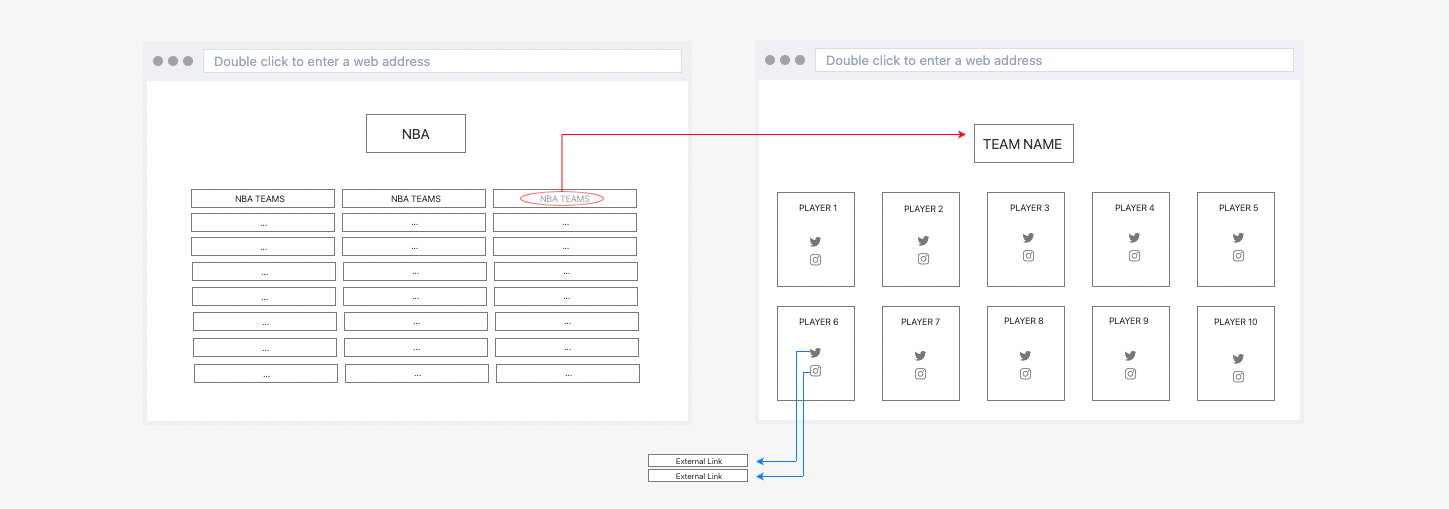 Double click to enter a web address
NBA
NBA TEAMS NBA TEAMS NBA TEAMS
... ... ...
... ... ...
... ... ...
... ... ...
... ... ...
... ... ...
... ... ...
Double click to enter a web address
TEAM NAME
PLAYER 1 PLAYER 2 PLAYER 3 PLAYER 4 PLAYER 5
PLAYER 6 PLAYER 7 PLAYER 8 PLAYER 9 PLAYER 10
External Link
External Link